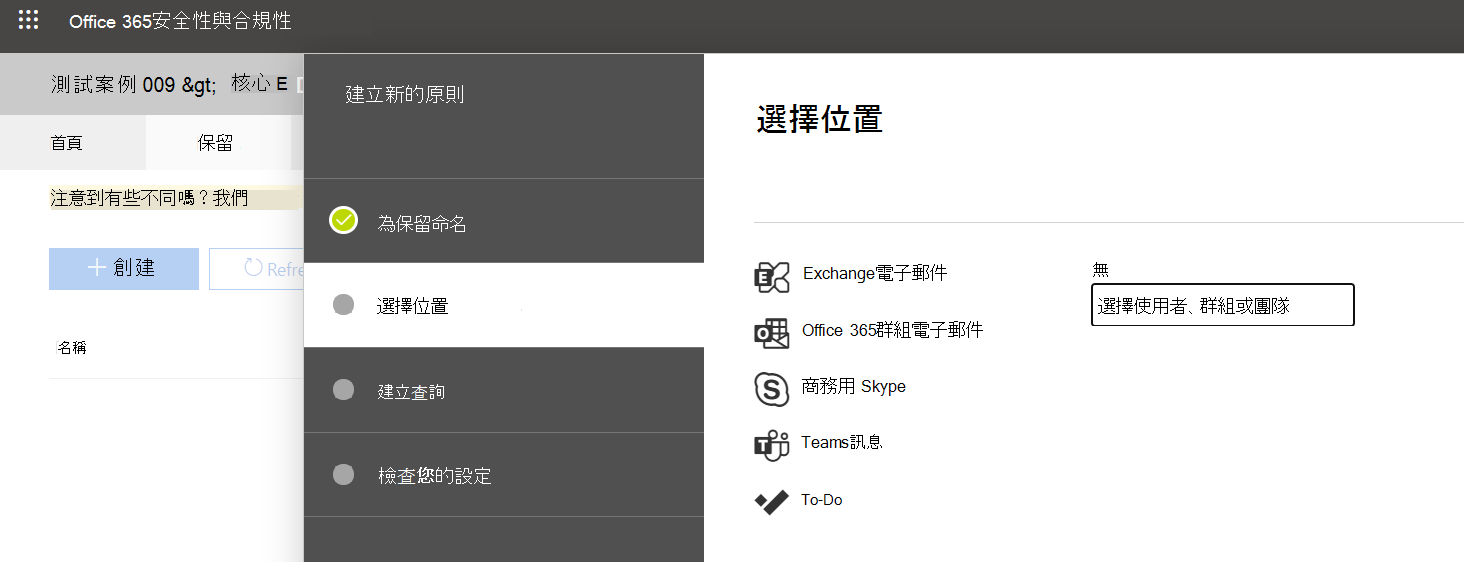 Office 365安全性與合規性
測試案例 009 &gt; 核心 E
首頁
保留
注意到有些不同嗎？我們
創建
Refre
名稱
建立新的原則
為保留命名
選擇位置
建立查詢
檢查您的設定
選擇位置
Exchange電子郵件
無
選擇使用者、群組或團隊
Office 365群組電子郵件
商務用 Skype
Teams訊息
To-Do